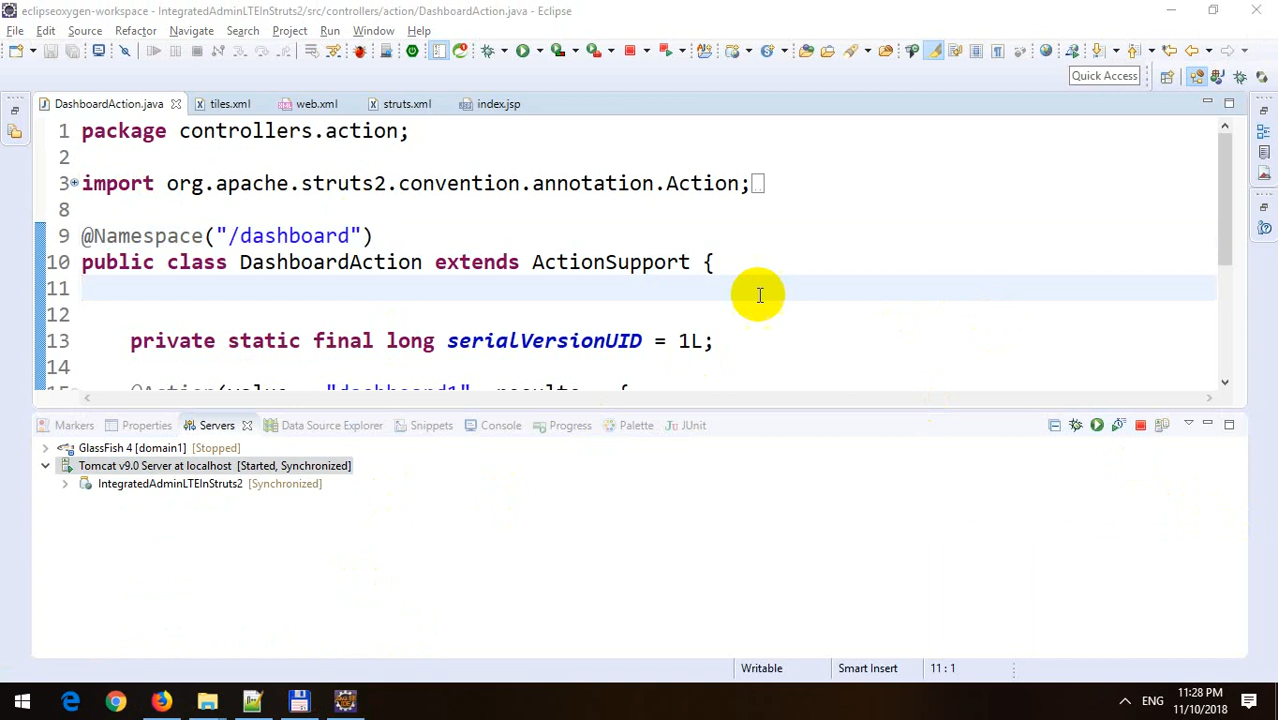 eclipseoxygen-workspace - IntegratedAdminLTEInStruts2/src/controllers/action/DashboardAction.java - Eclipse
File Edit Source Refactor Navigate Search Project Run Window Help
Quick Access
DashboardAction.java tiles.xml web.xml struts.xml index.jsp
1 package controllers.action;
2
3 import org.apache.struts2.convention.annotation.Action;
8
9 @Namespace("/dashboard")
10 public class DashboardAction extends ActionSupport {
11
12
13 private static final long serialVersionUID = 1L;
14
15 @Action(value = "dashboard1", results = {
Markers Properties Servers Data Source Explorer Snippets Console Progress Palette JUnit
GlassFish 4 [domain1] [Stopped]
Tomcat v9.0 Server at localhost [Started, Synchronized]
IntegratedAdminLTEInStruts2 [Synchronized]
Writable Smart Insert 11 : 1
ENG 11:28 PM
11/10/2018